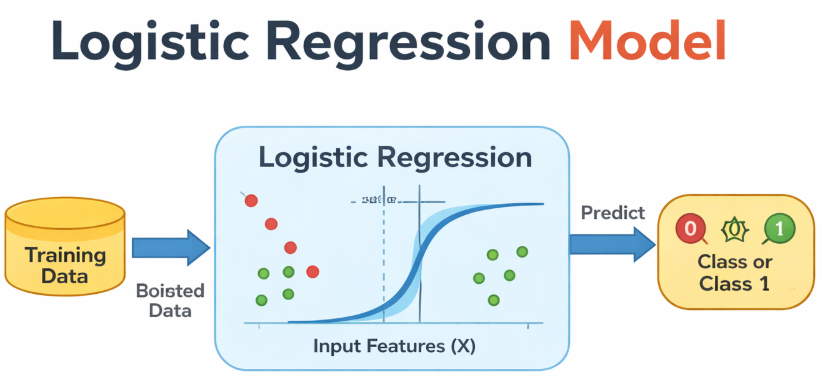 Logistic Regression Model
Logistic Regression
Training
Data
Boisted
Data
Input Features (X)
Predict
0
1
Class or
Class 1